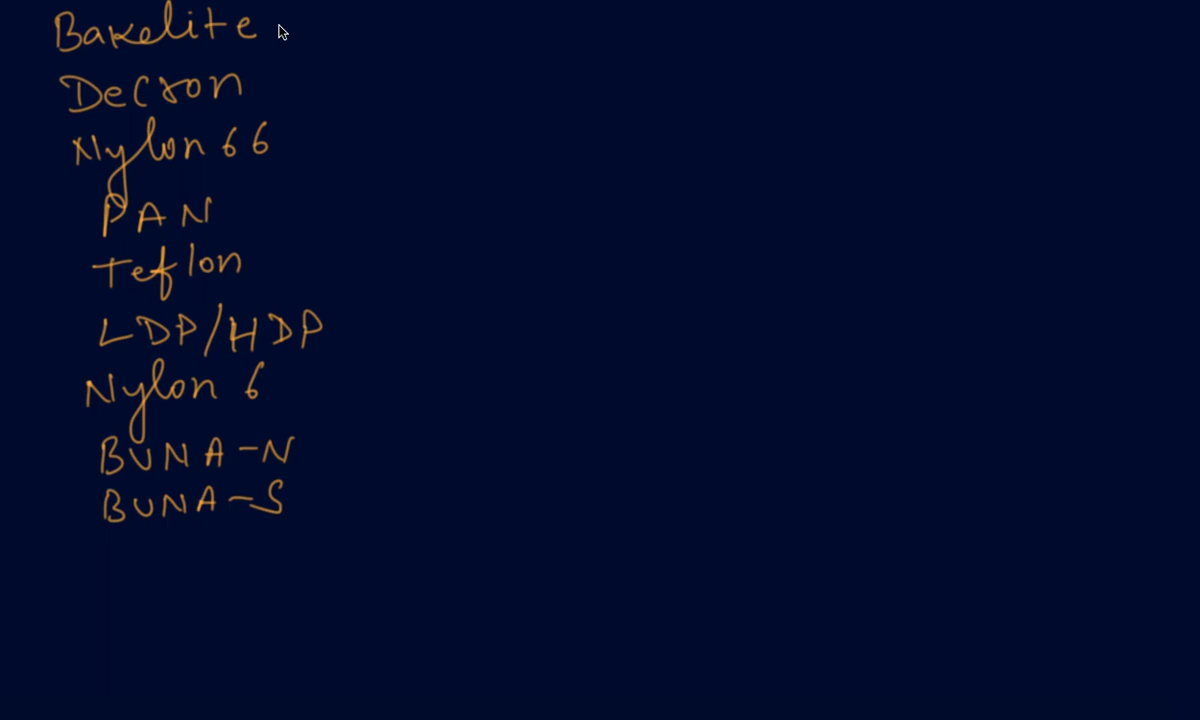 Bakelite
Decron
Nylon 66
PAN
Teflon
LDP/HDP
Nylon 6
BUNA-N
BUNA-S